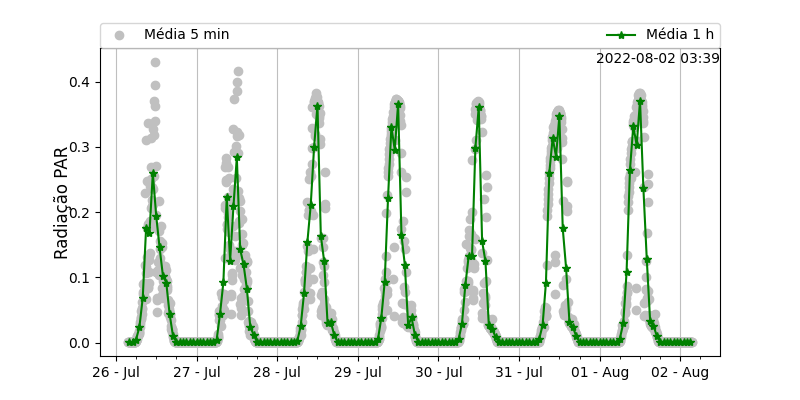 Média 5 min
Média 1 h
2022-08-02 03:39
Radiação PAR
0.4
0.3
0.2
0.1
0.0
26 - Jul
27 - Jul
28 - Jul
29 - Jul
30 - Jul
31 - Jul
01 - Aug
02 - Aug